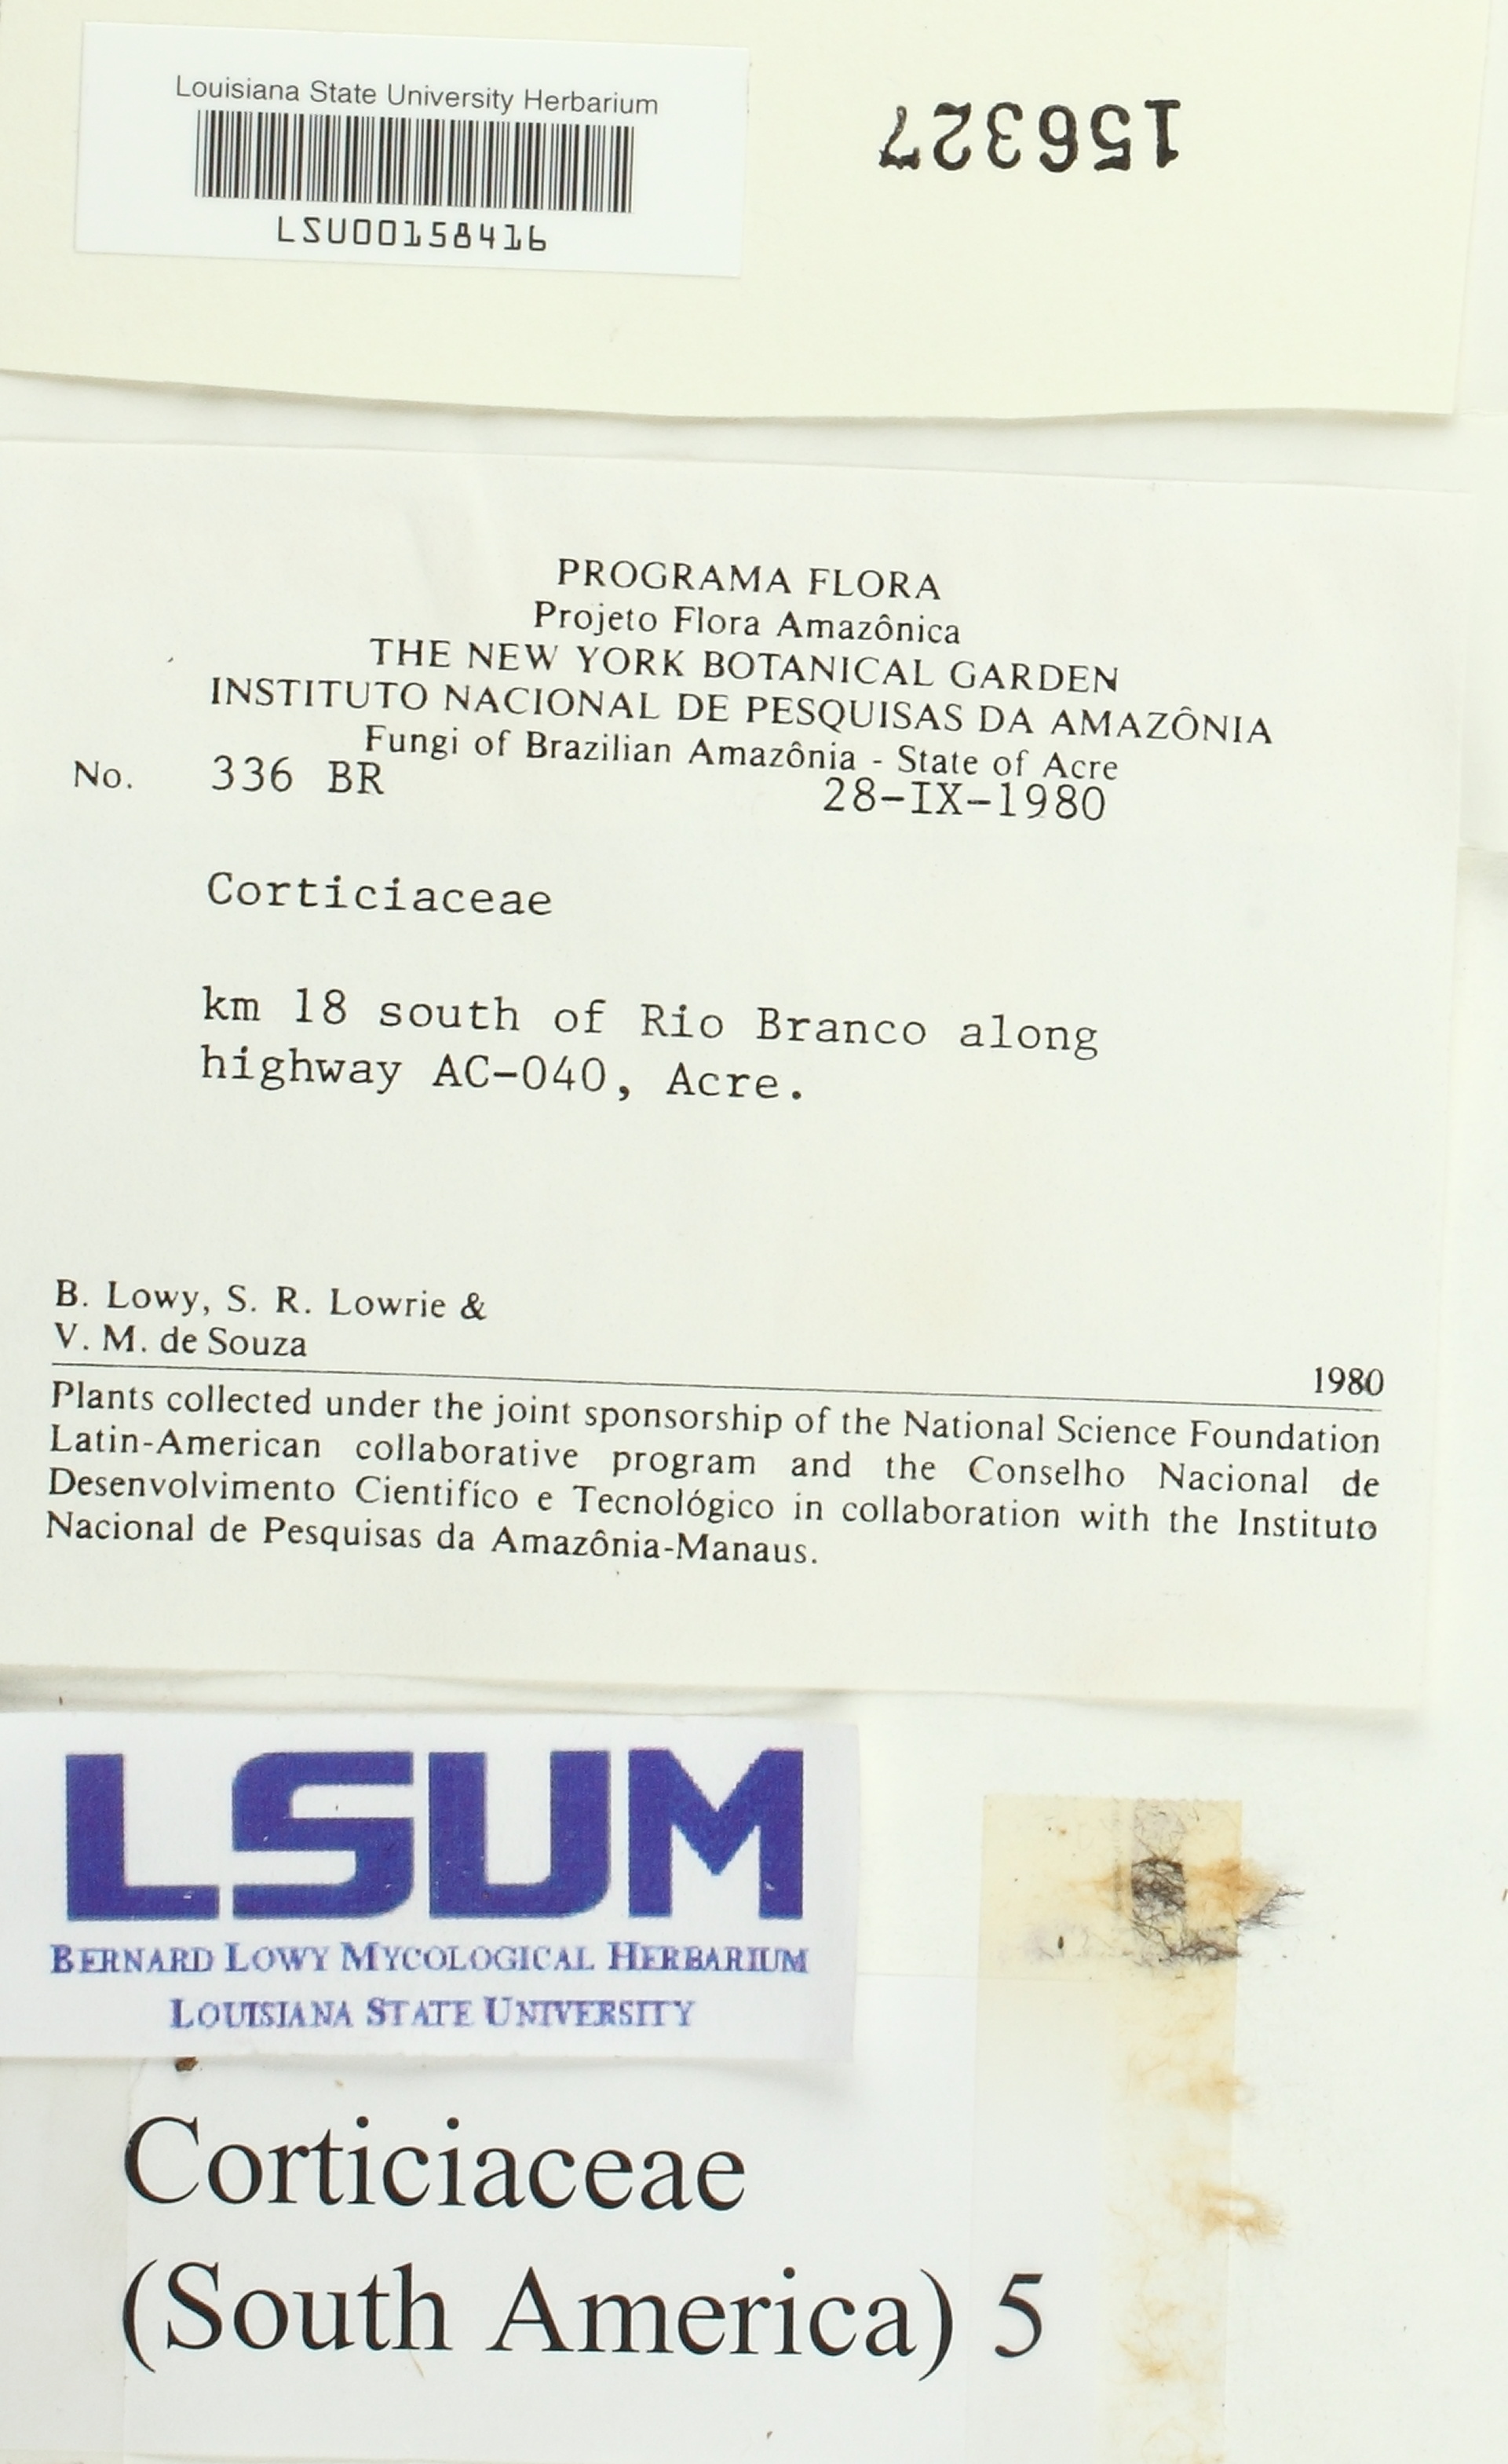 Louisiana State University Herbarium
LSU00158416
156327
PROGRAMA FLORA
Projeto Flora Amazônica
THE NEW YORK BOTANICAL GARDEN
INSTITUTO NACIONAL DE PESQUISAS DA AMAZÔNIA
Fungi of Brazilian Amazônia - State of Acre
No. 336 BR 28-IX-1980
Corticiaceae
km 18 south of Rio Branco along
highway AC-040, Acre.
B. Lowy, S. R. Lowrie &
V. M. de Souza
1980
Plants collected under the joint sponsorship of the National Science Foundation
Latin-American collaborative program and the Conselho Nacional de
Desenvolvimento Cientifíco e Tecnológico in collaboration with the Instituto
Nacional de Pesquisas da Amazônia-Manaus.
LSUM
BERNARD LOWY MYCOLOGICAL HERBARIUM
LOUISIANA STATE UNIVERSITY
Corticiaceae
(South America) 5